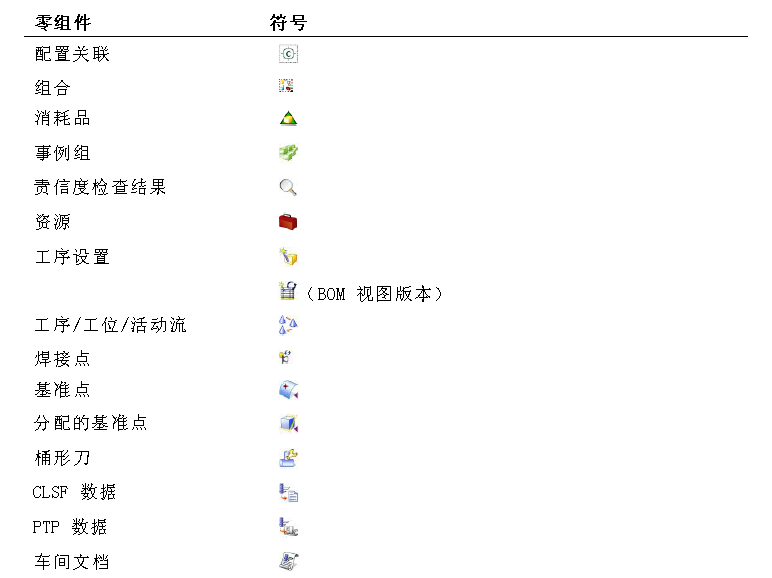 零组件 符号
配置关联
组合
消耗品
事例组
责信度检查结果
资源
工序设置
（BOM 视图版本）
工序/工位/活动流
焊接点
基准点
分配的基准点
桶形刀
CLSF 数据
PTP 数据
车间文档